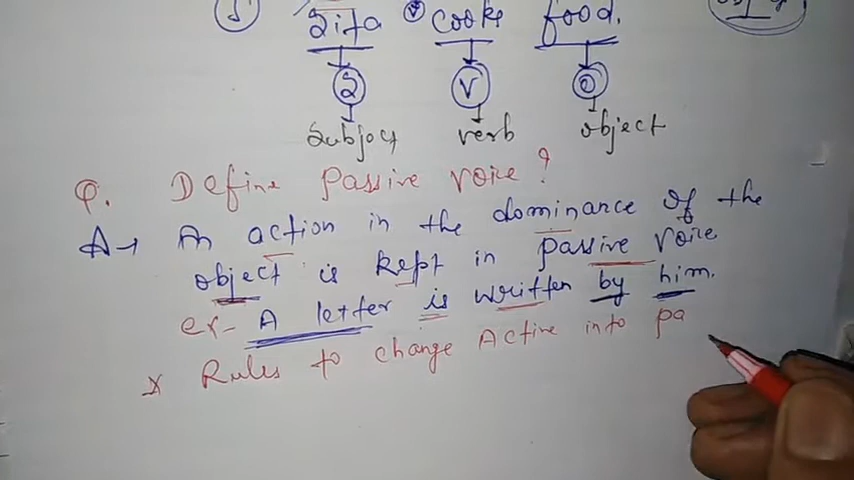 Sita cooks food.
S V O
Subject verb object
Q. Define Passive voice?
A→ An action in the dominance of the
object is kept in passive voice
ex- A letter is written by him.
* Rules to change Active into pa